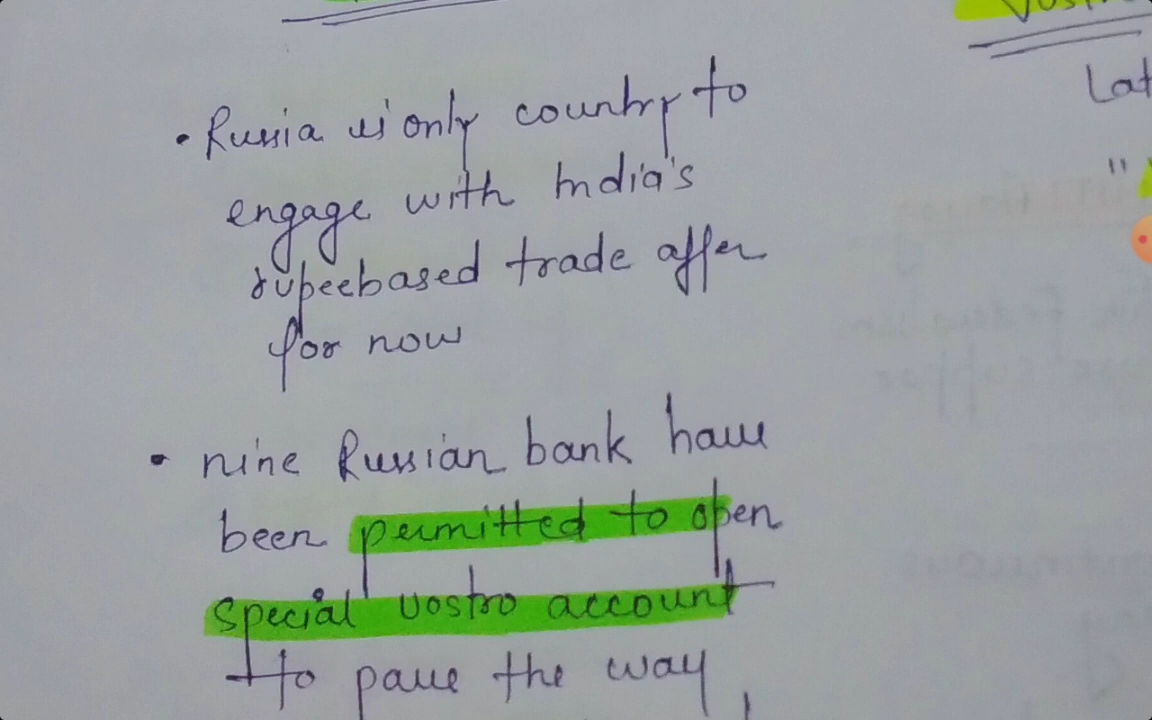 • Russia is only country to
engage with India's
rupeebased trade offer
for now
• nine Russian bank have
been permitted to open
special vostro account
to pave the way
Vostr
Lat
"